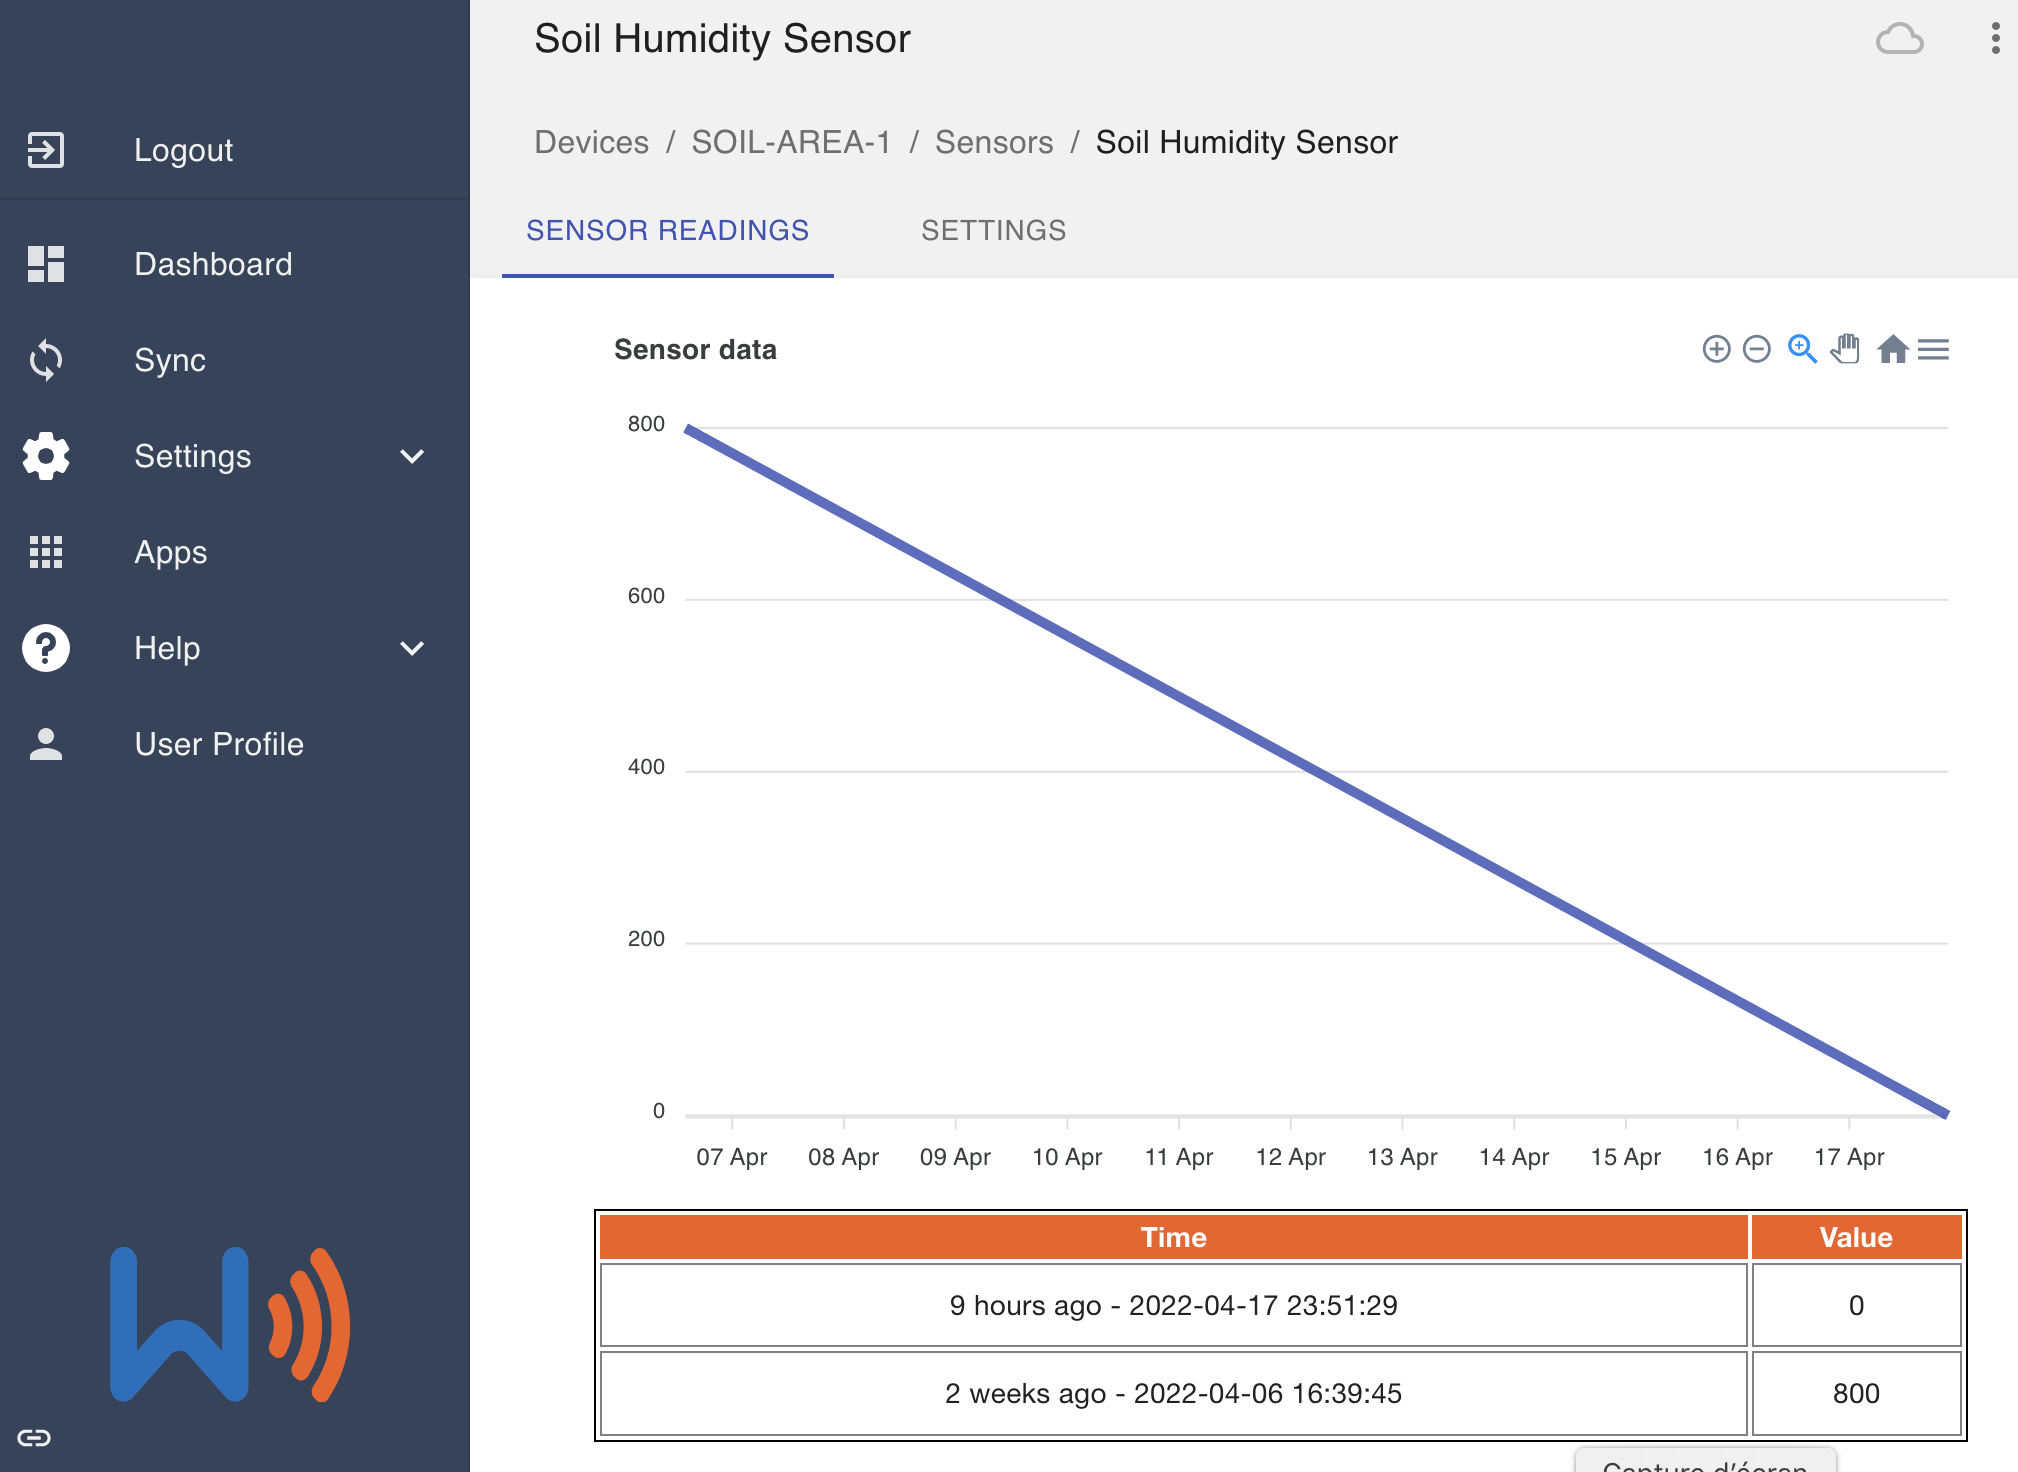 Logout
Dashboard
Sync
Settings
Apps
Help
User Profile
Soil Humidity Sensor
Devices / SOIL-AREA-1 / Sensors / Soil Humidity Sensor
SENSOR READINGS SETTINGS
Sensor data
800
600
400
200
0
07 Apr 08 Apr 09 Apr 10 Apr 11 Apr 12 Apr 13 Apr 14 Apr 15 Apr 16 Apr 17 Apr
Time Value
9 hours ago - 2022-04-17 23:51:29 0
2 weeks ago - 2022-04-06 16:39:45 800
Capture d'écran